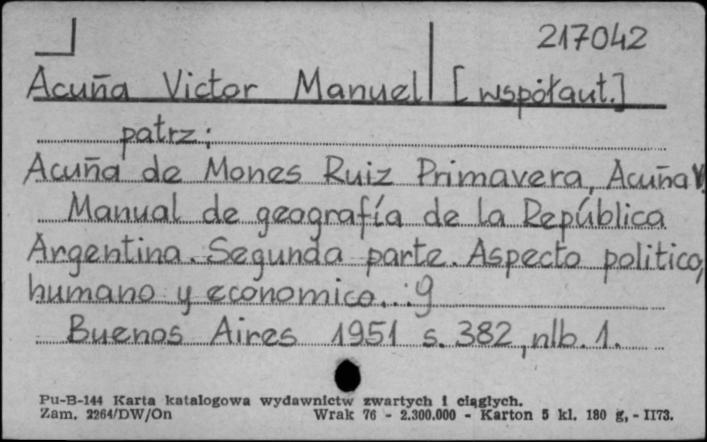 217042
Acuña Victor Manuel [współaut.]
patrz:
Acuña de Mones Ruiz Primavera, Acuña V.
Manual de geografía de la República
Argentina. Segunda parte. Aspecto politico,
humano y economico...
Buenos Aires 1951 s. 382, nlb. 1.
Pu-B-144 Karta katalogowa wydawnictw zwartych i ciągłych.
Zam. 2264/DW/On Wrak 76 - 2.300.000 - Karton 5 kl. 180 g, - II73.